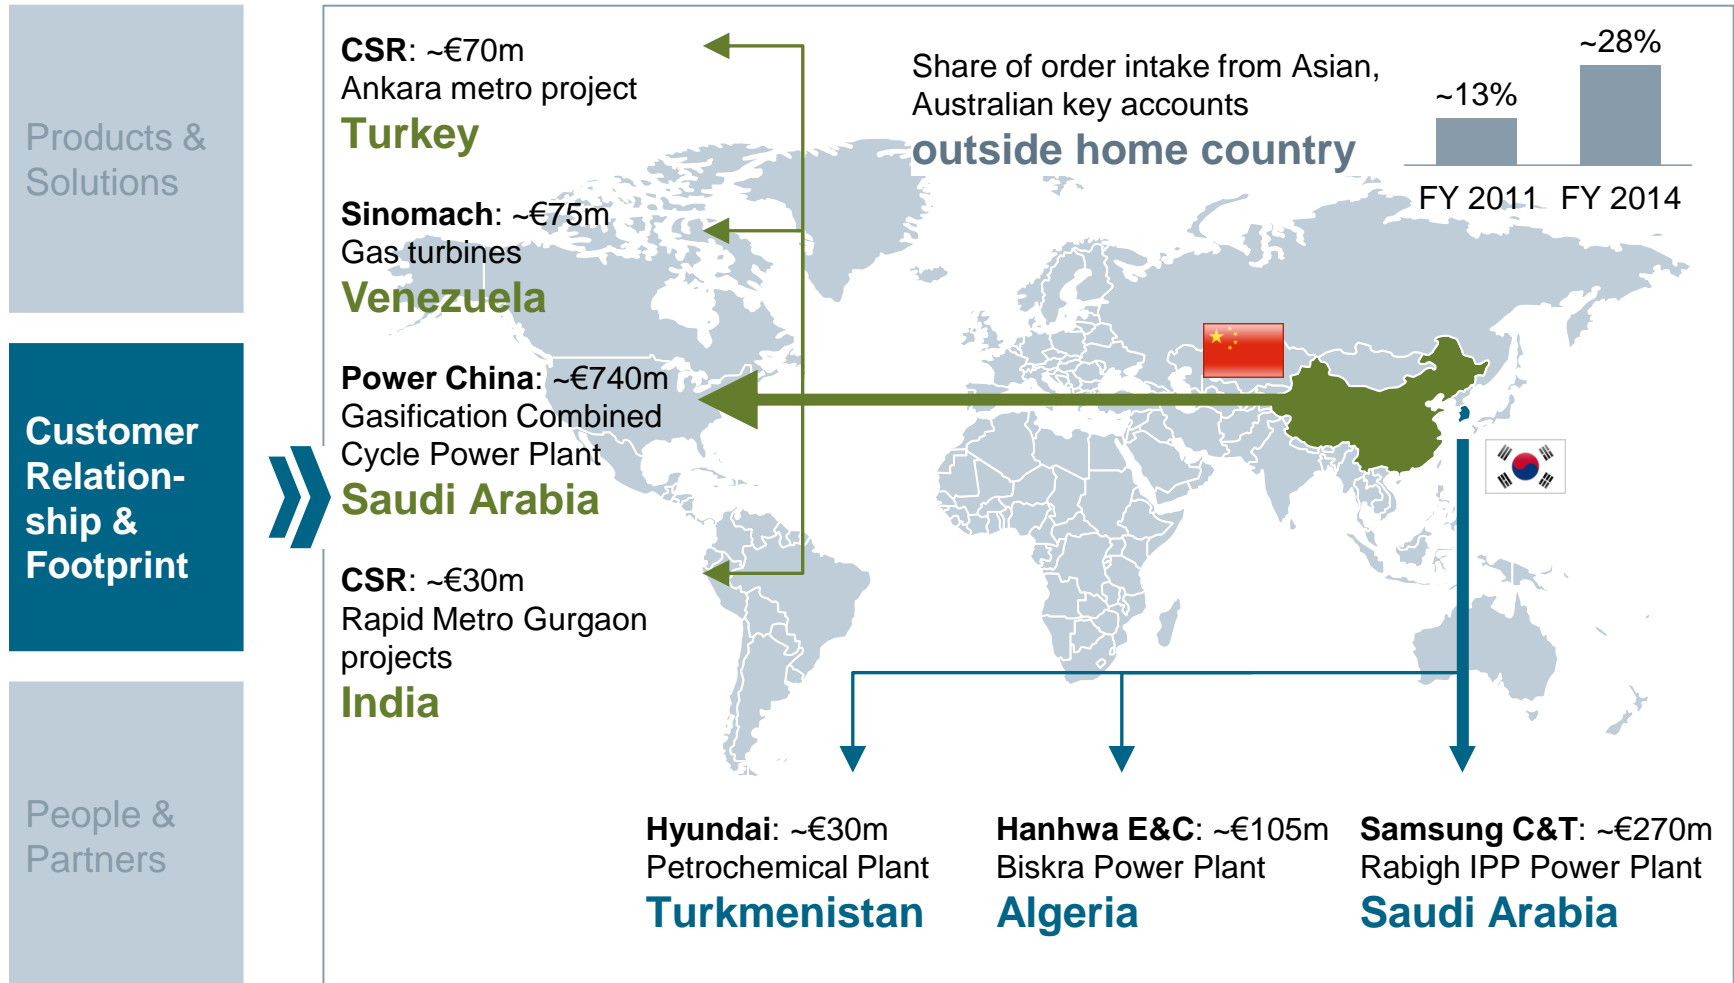 Products &
Solutions
Customer
Relation-
ship &
Footprint
People &
Partners
CSR: ~€70m
Ankara metro project
Turkey
Sinomach: ~€75m
Gas turbines
Venezuela
Power China: ~€740m
Gasification Combined
Cycle Power Plant
Saudi Arabia
CSR: ~€30m
Rapid Metro Gurgaon
projects
India
Share of order intake from Asian,
Australian key accounts
outside home country
~13%
~28%
FY 2011
FY 2014
Hyundai: ~€30m
Petrochemical Plant
Turkmenistan
Hanhwa E&C: ~€105m
Biskra Power Plant
Algeria
Samsung C&T: ~€270m
Rabigh IPP Power Plant
Saudi Arabia